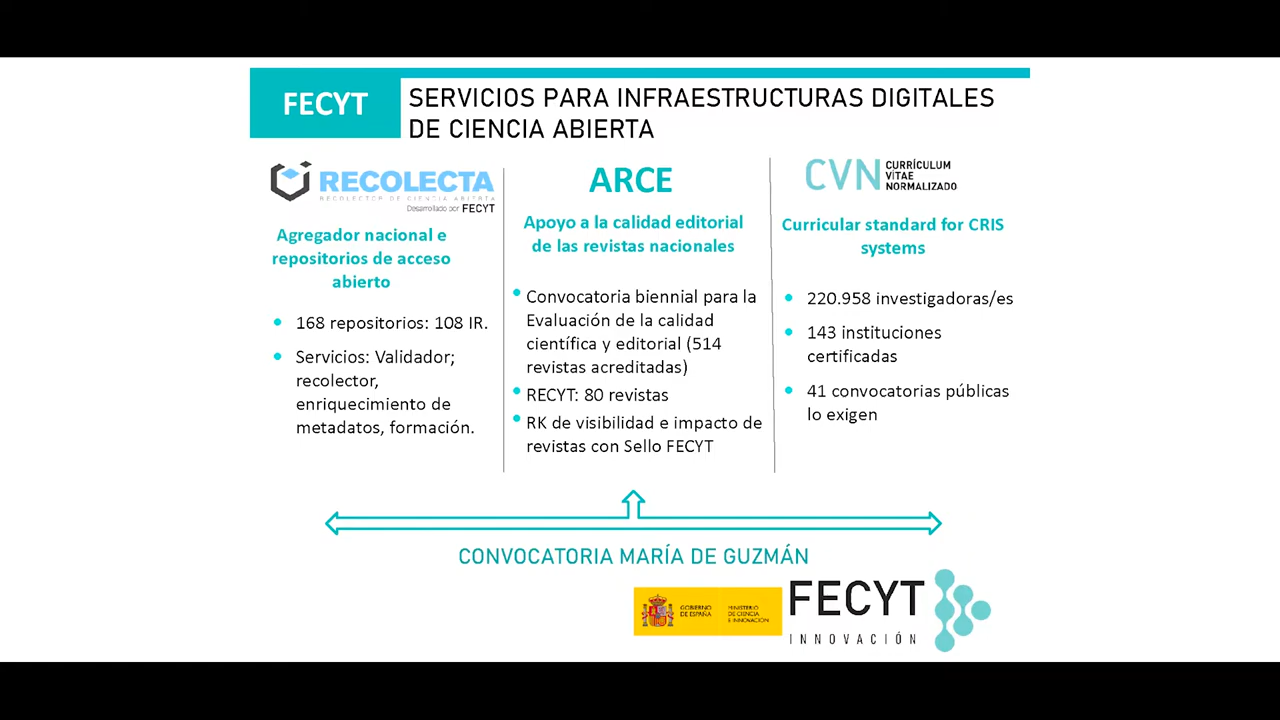 FECYT
SERVICIOS PARA INFRAESTRUCTURAS DIGITALES
DE CIENCIA ABIERTA
RECOLECTA
RECOLECTOR DE CIENCIA ABIERTA
Desarrollado por FECYT
Agregador nacional e
repositorios de acceso
abierto
• 168 repositorios: 108 IR.
• Servicios: Validador;
recolector,
enriquecimiento de
metadatos, formación.
ARCE
Apoyo a la calidad editorial
de las revistas nacionales
• Convocatoria biennial para la
Evaluación de la calidad
científica y editorial (514
revistas acreditadas)
• RECYT: 80 revistas
• RK de visibilidad e impacto de
revistas con Sello FECYT
CVN
CURRÍCULUM
VITAE
NORMALIZADO
Curricular standard for CRIS
systems
• 220.958 investigadoras/es
• 143 instituciones
certificadas
• 41 convocatorias públicas
lo exigen
CONVOCATORIA MARÍA DE GUZMÁN
GOBIERNO
DE ESPAÑA
MINISTERIO
DE CIENCIA
E INNOVACIÓN
FECYT
INNOVACIÓN